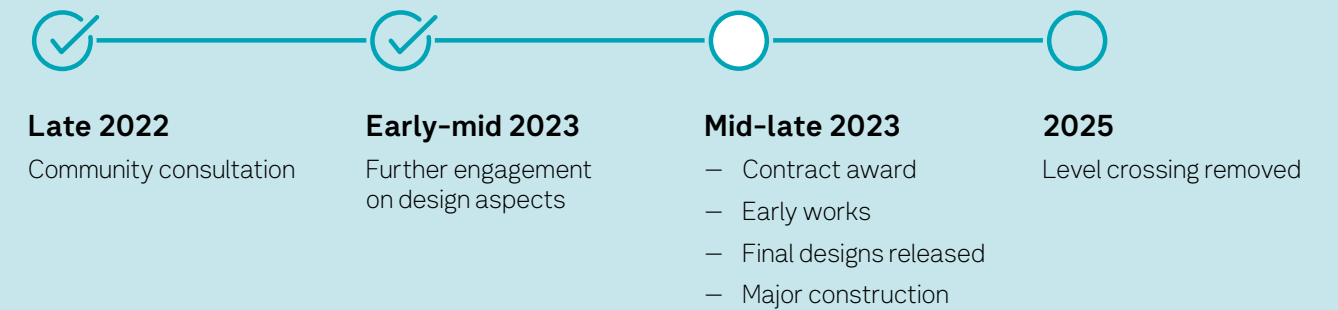 Late 2022
Community consultation
Early-mid 2023
Further engagement
on design aspects
Mid-late 2023
— Contract award
— Early works
— Final designs released
— Major construction
2025
Level crossing removed